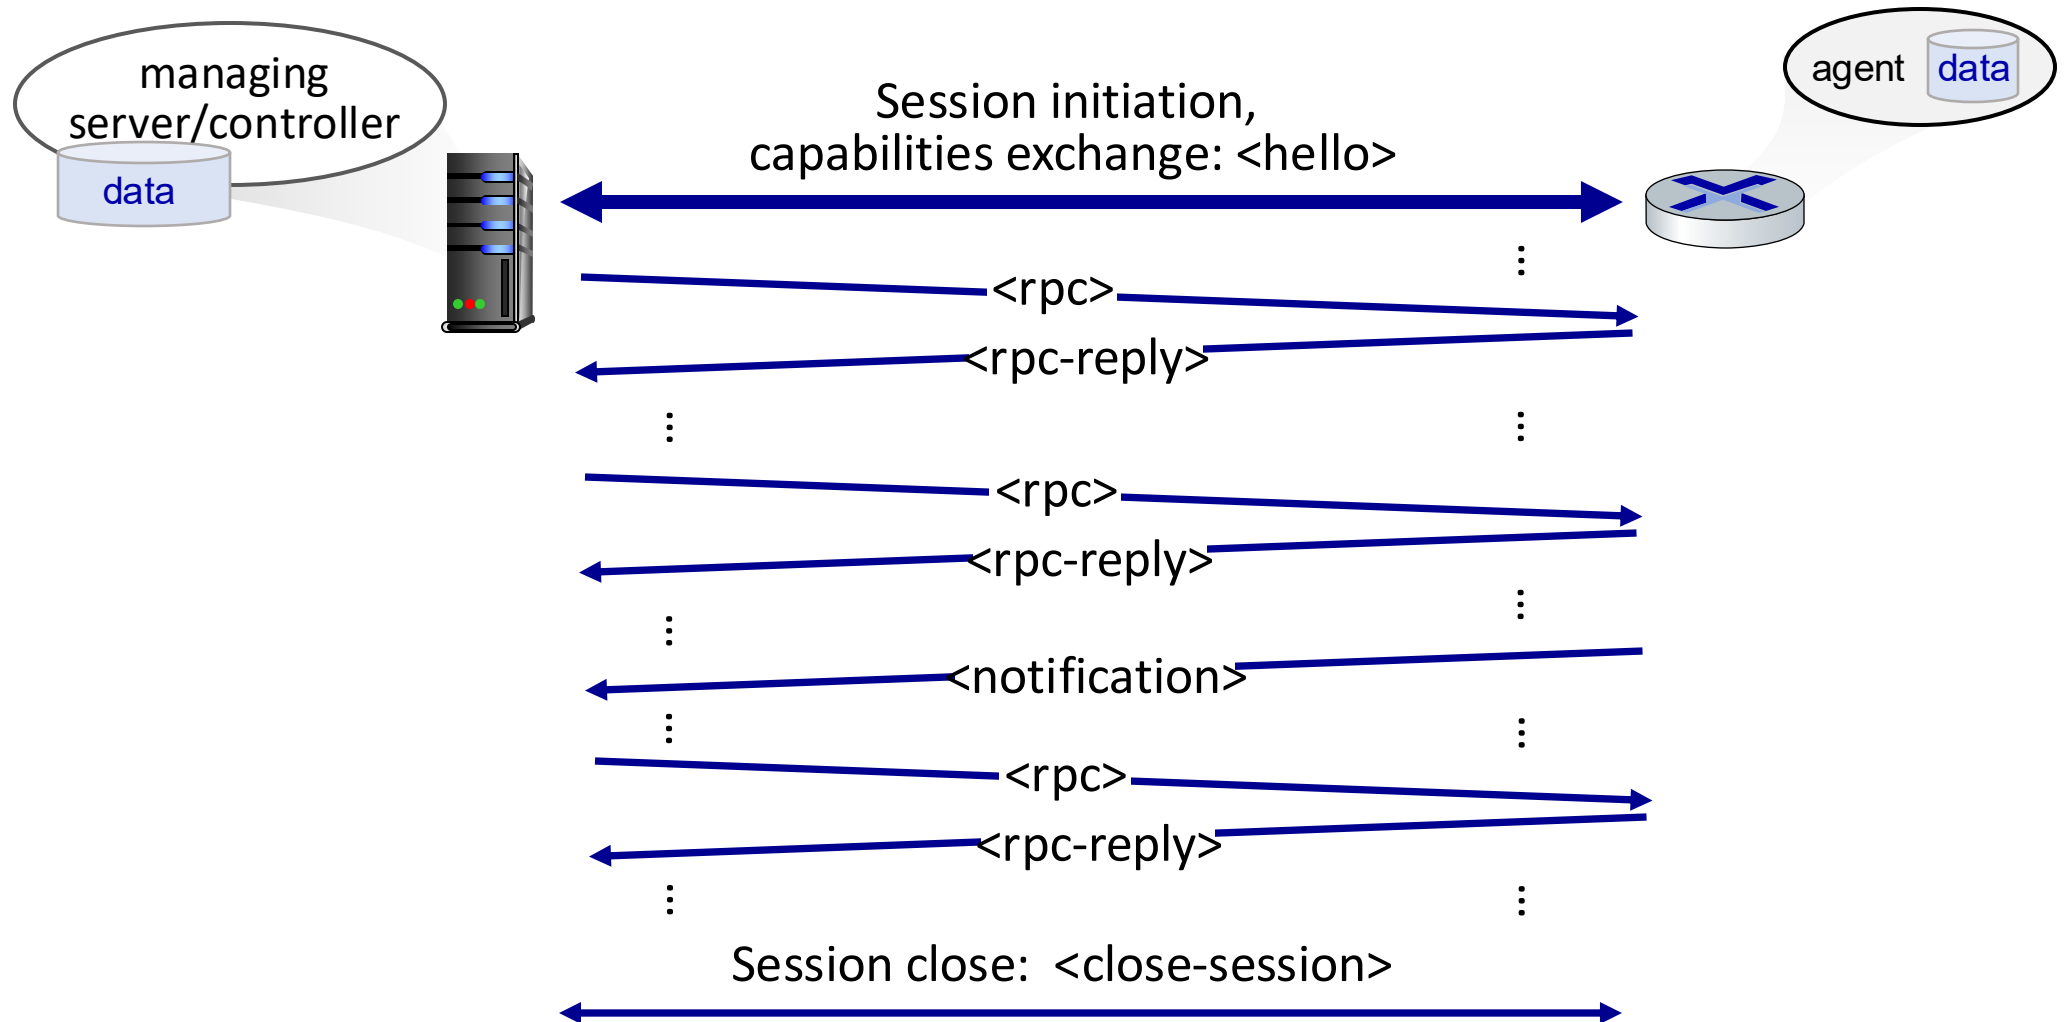 managing
server/controller
data
agent
data
Session initiation,
capabilities exchange: <hello>
<rpc>
<rpc-reply>
<rpc>
<rpc-reply>
<notification>
<rpc>
<rpc-reply>
Session close: <close-session>